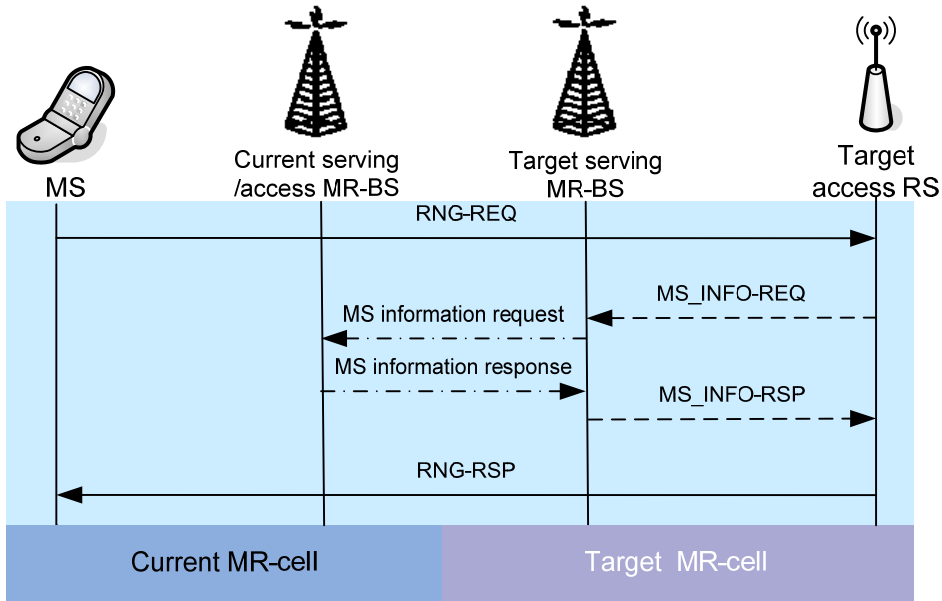 MS
Current serving
/access MR-BS
Target serving
MR-BS
Target
access RS
RNG-REQ
MS_INFO-REQ
MS information request
MS information response
MS_INFO-RSP
RNG-RSP
Current MR-cell
Target MR-cell